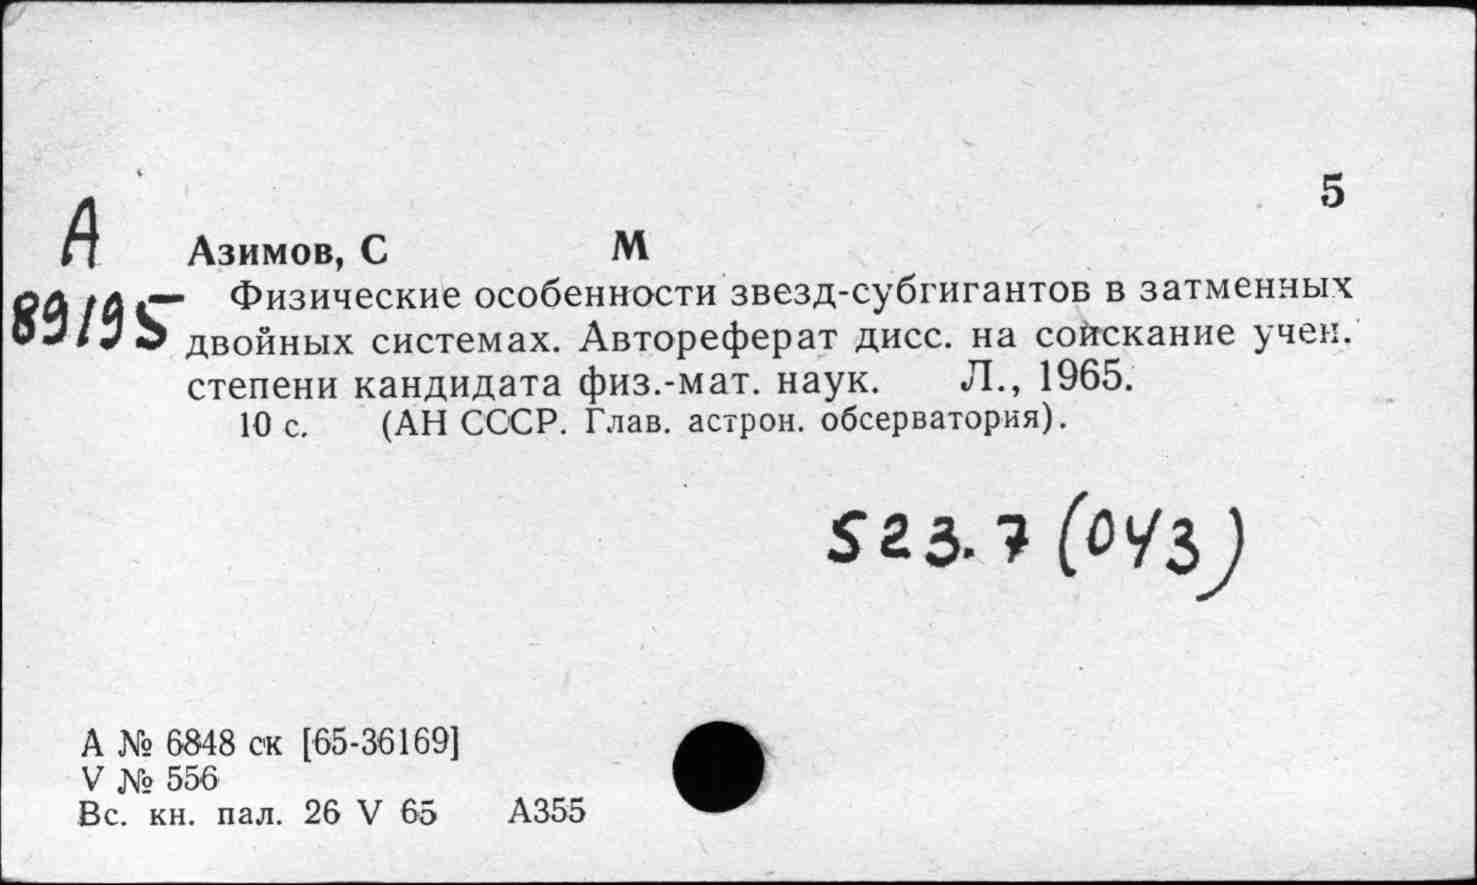 5
А
Азимов, С М
89/95
Физические особенности звезд-субгигантов в затменных
двойных системах. Автореферат дисс. на соискание учен.
степени кандидата физ.-мат. наук. Л., 1965.
10 с. (АН СССР. Глав. астрон. обсерватория).
523.7 (043)
А № 6848 ск [65-36169]
V № 556
Вс. кн. пал. 26 V 65 А355